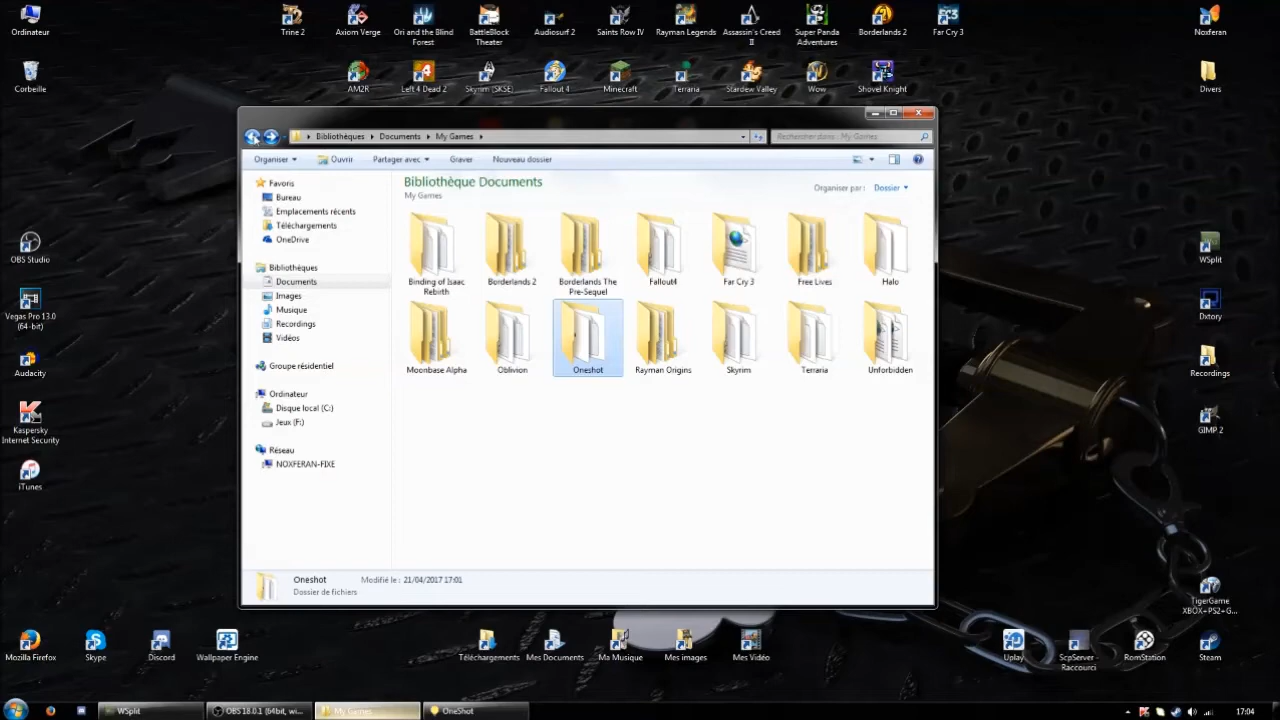 Ordinateur
Trine 2
Axiom Verge
Ori and the Blind
Forest
BattleBlock
Theater
Audiosurf 2
Saints Row IV
Rayman Legends
Assassin's Creed
II
Super Panda
Adventures
Borderlands 2
Far Cry 3
Noxferan
Corbeille
AM2R
Left 4 Dead 2
Skyrim (SKSE)
Fallout 4
Minecraft
Terraria
Stardew Valley
Wow
Shovel Knight
Divers
Bibliothèques
Documents
My Games
Rechercher dans : My Games
Organiser
Ouvrir
Partager avec
Graver
Nouveau dossier
Favoris
Bureau
Emplacements récents
Téléchargements
OneDrive
Bibliothèques
Documents
Images
Musique
Recordings
Vidéos
Groupe résidentiel
Ordinateur
Disque local (C:)
Jeux (F:)
Réseau
NOXFERAN-FIXE
Bibliothèque Documents
My Games
Organiser par :
Dossier
Binding of Isaac
Rebirth
Borderlands 2
Borderlands The
Pre-Sequel
Fallout4
Far Cry 3
Free Lives
Halo
Moonbase Alpha
Oblivion
Oneshot
Rayman Origins
Skyrim
Terraria
Unforbidden
Oneshot
Modifié le : 21/04/2017 17:01
Dossier de fichiers
OBS Studio
Vegas Pro 13.0
(64-bit)
Audacity
Kaspersky
Internet Security
iTunes
WSplit
Dxtory
Recordings
GIMP 2
TigerGame
XBOX+PS2+G...
Mozilla Firefox
Skype
Discord
Wallpaper Engine
Téléchargements
Mes Documents
Ma Musique
Mes images
Mes Vidéo
Uplay
ScpServer -
Raccourci
RomStation
Steam
WSplit
OBS 18.0.1 (64bit, wi...
My Games
OneShot
17:04